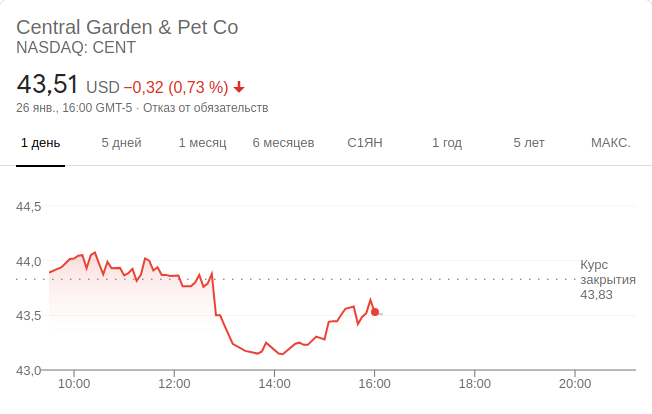 Central Garden & Pet Co
NASDAQ: CENT
43,51 USD −0,32 (0,73 %)
26 янв., 16:00 GMT-5 · Отказ от обязательств
1 день 5 дней 1 месяц 6 месяцев С1ЯН 1 год 5 лет МАКС.
44,5
44,0
43,5
43,0
Курс
закрытия
43,83
10:00 12:00 14:00 16:00 18:00 20:00